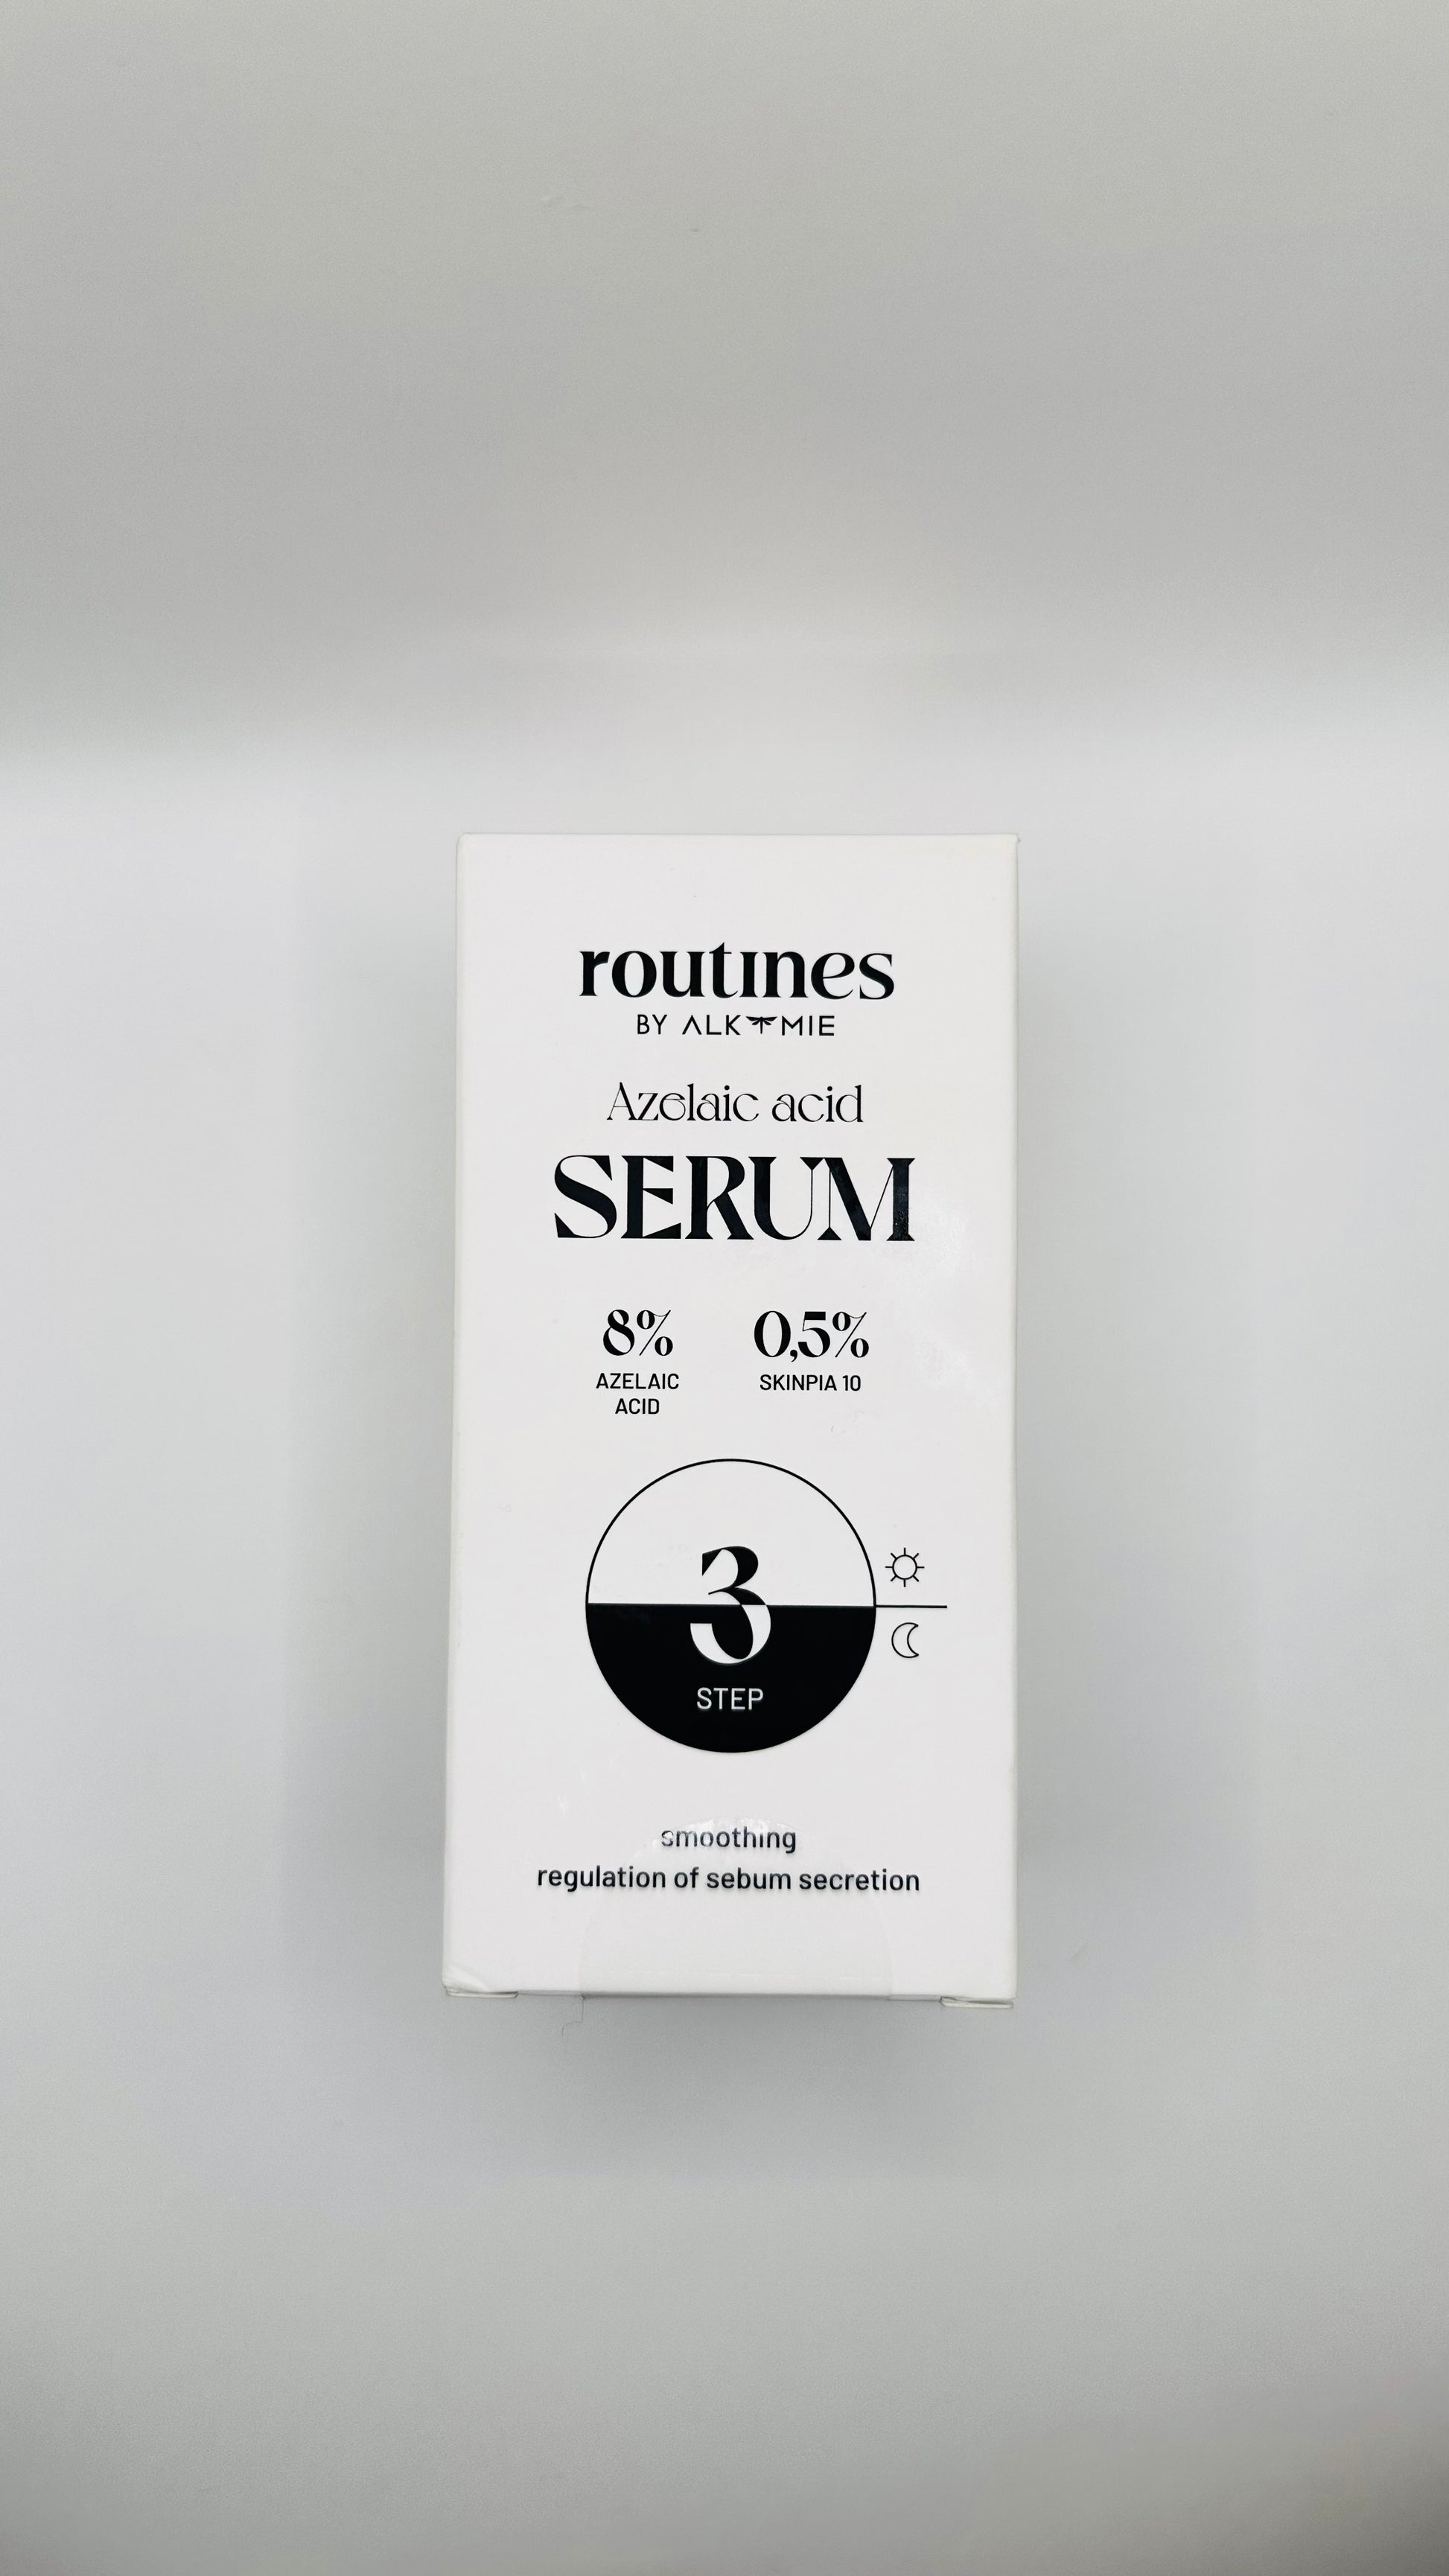 routines
BY ALKMIE
Azelaic acid
SERUM
8% 0,5%
AZELAIC SKINPIA 10
ACID
3
STEP
smoothing
regulation of sebum secretion